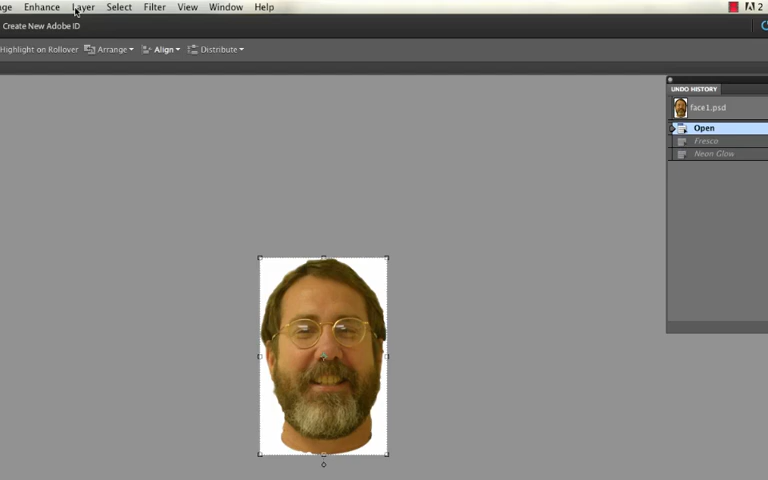 ge Enhance Layer Select Filter View Window Help 2
Create New Adobe ID
Highlight on Rollover Arrange Align Distribute
UNDO HISTORY
face1.psd
Open
Fresco
Neon Glow